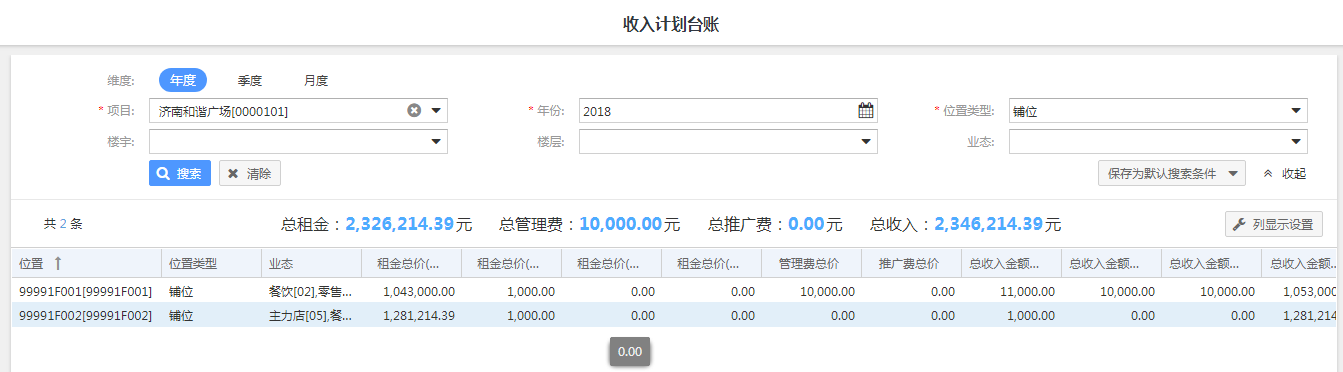 收入计划台账
维度: 年度 季度 月度
* 项目: 济南和谐广场[0000101] * 年份: 2018 * 位置类型: 铺位
楼宇: 楼层: 业态:
搜索 清除 保存为默认搜索条件 收起
共 2 条 总租金：2,326,214.39元 总管理费：10,000.00元 总推广费：0.00元 总收入：2,346,214.39元 列显示设置
位置 ↑ 位置类型 业态 租金总价(... 租金总价(... 租金总价(... 租金总价(... 管理费总价 推广费总价 总收入金额... 总收入金额... 总收入金额... 总收入金额...
99991F001[99991F001] 铺位 餐饮[02],零售... 1,043,000.00 1,000.00 0.00 0.00 10,000.00 0.00 11,000.00 10,000.00 10,000.00 1,053,000
99991F002[99991F002] 铺位 主力店[05],餐... 1,281,214.39 1,000.00 0.00 0.00 0.00 0.00 1,000.00 0.00 0.00 1,281,214
0.00